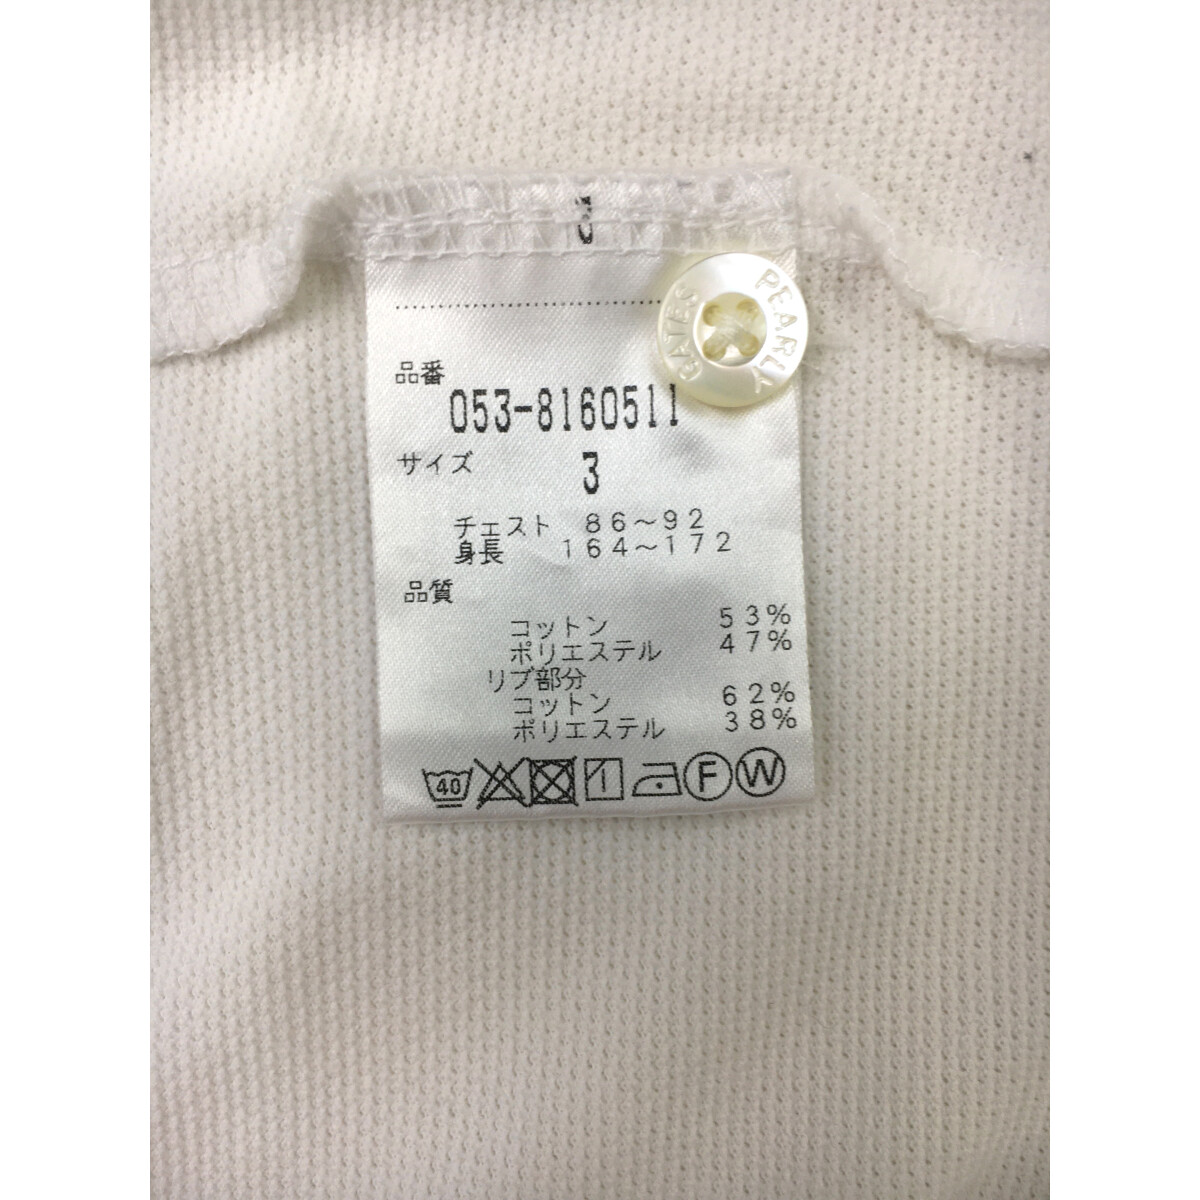 3
PEARLY GATES
品番
053-8160511
サイズ 3
チェスト 86～92
身長 164～172
品質
コットン 53%
ポリエステル 47%
リブ部分
コットン 62%
ポリエステル 38%
40 F W